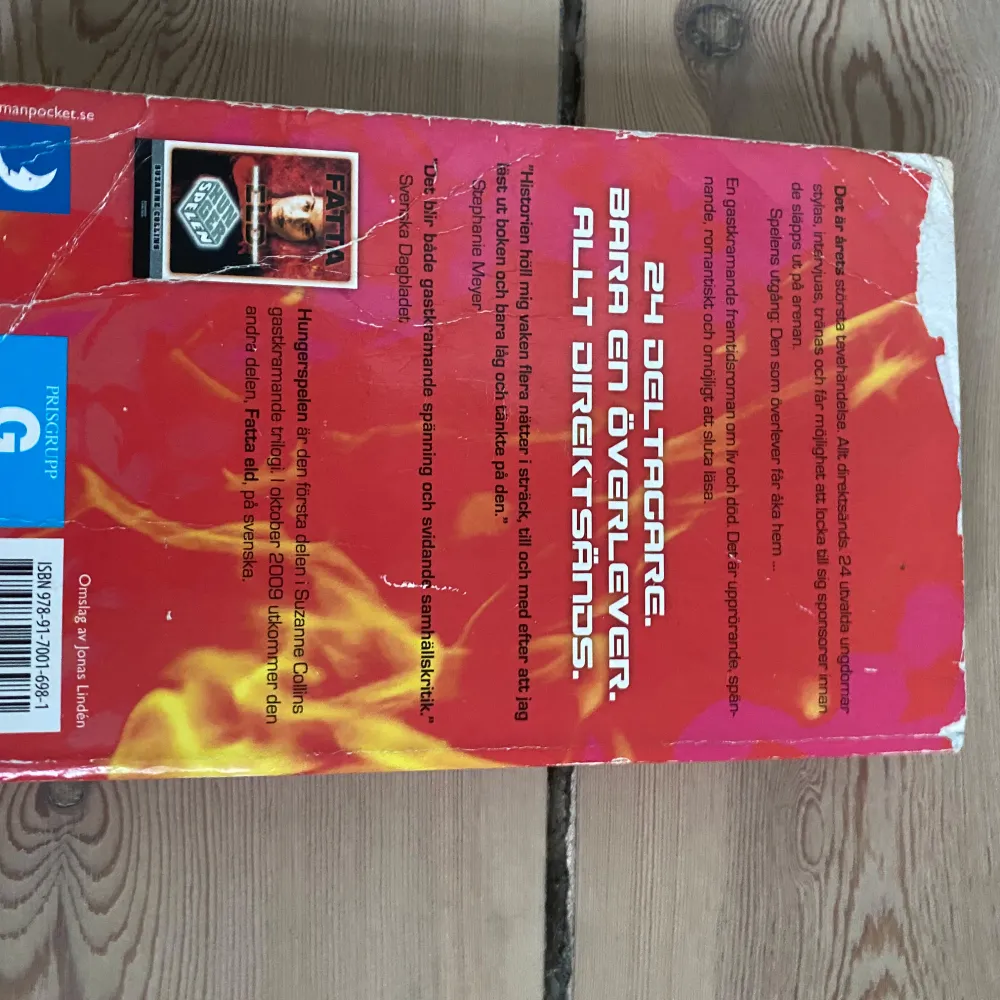 Det är årets största tevehändelse. Allt direktsänds. 24 utvalda ungdomar
stylas, intervjuas, tränas och får möjlighet att locka till sig sponsorer innan
de släpps ut på arenan.
Spelens utgång: Den som överlever får åka hem ...
En gastkramande framtidsroman om liv och död. Det är upprörande, spän-
nande, romantiskt och omöjligt att sluta läsa.
24 DELTAGARE.
BARA EN ÖVERLEVER.
ALLT DIREKTSÄNDS.
"Historien höll mig vaken flera nätter i sträck, till och med efter att jag
läst ut boken och bara låg och tänkte på den."
Stephanie Meyer
"Det blir både gastkramande spänning och svidande samhällskritik."
Svenska Dagbladet
FATTA
ELD
HUNGERSPELEN
SUZANNE COLLINS
Hungerspelen är den första delen i Suzanne Collins
gastkramande trilogi. I oktober 2009 utkommer den
andra delen, Fatta eld, på svenska.
manpocket.se
PRISGRUPP
G
Omslag av Jonas Lindén
ISBN 978-91-7001-698-1